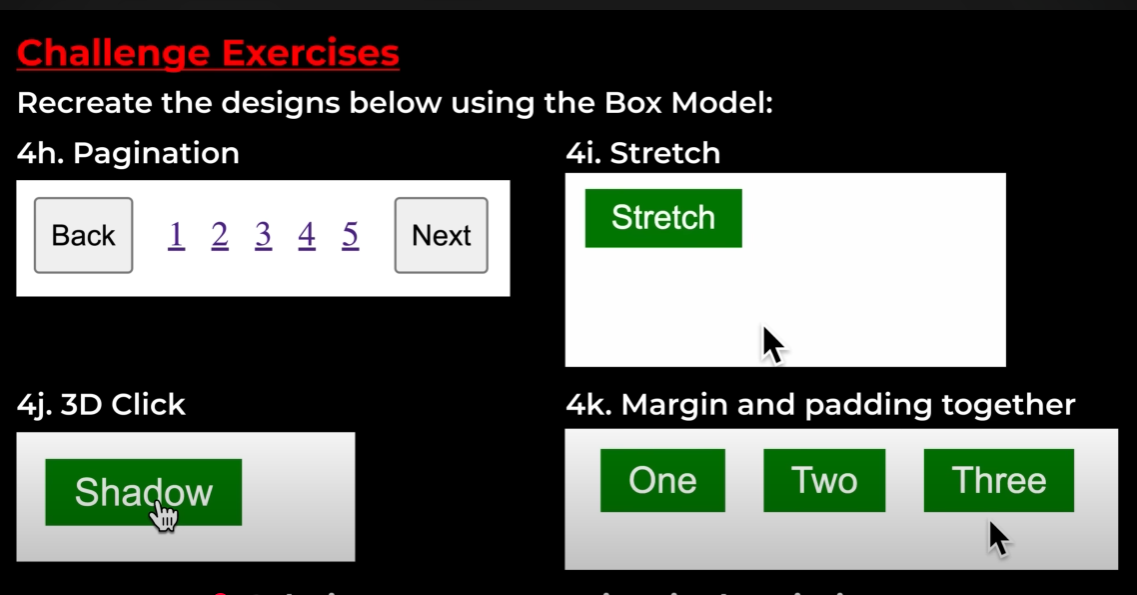 Challenge Exercises
Recreate the designs below using the Box Model:
4h. Pagination
Back 1 2 3 4 5 Next
4i. Stretch
Stretch
4j. 3D Click
Shadow
4k. Margin and padding together
One Two Three